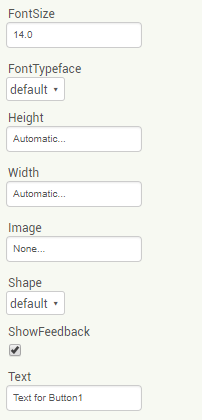 FontSize
14.0
FontTypeface
default
Height
Automatic...
Width
Automatic...
Image
None...
Shape
default
ShowFeedback
Text
Text for Button1